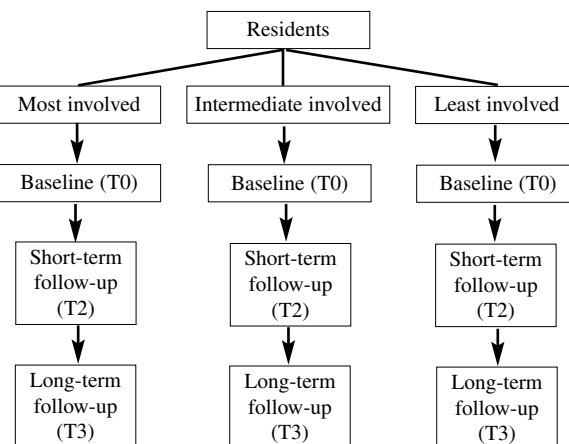 Residents
Most involved
Intermediate involved
Least involved
Baseline (T0)
Baseline (T0)
Baseline (T0)
Short-term
follow-up
(T2)
Short-term
follow-up
(T2)
Short-term
follow-up
(T2)
Long-term
follow-up
(T3)
Long-term
follow-up
(T3)
Long-term
follow-up
(T3)